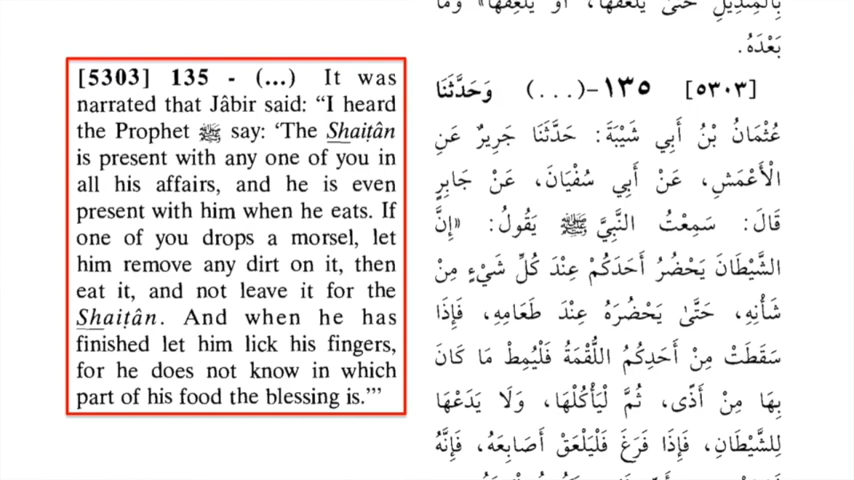 [5303] 135 - (...) It was
narrated that Jâbir said: “I heard
the Prophet ﷺ say: ‘The Shaiṭân
is present with any one of you in
all his affairs, and he is even
present with him when he eats. If
one of you drops a morsel, let
him remove any dirt on it, then
eat it, and not leave it for the
Shaiṭân. And when he has
finished let him lick his fingers,
for he does not know in which
part of his food the blessing is.’”
بِالْمِنْدِيلِ حَتَّى يَلْعَقَهَا، أَوْ يُلْعِقَهَا» وَمَا
بَعْدَهُ.
[٥٣٠٣] ١٣٥-(...) وَحَدَّثَنَا
عُثْمَانُ بْنُ أَبِي شَيْبَةَ: حَدَّثَنَا جَرِيرٌ عَنِ
الْأَعْمَشِ، عَنْ أَبِي سُفْيَانَ، عَنْ جَابِرٍ
قَالَ: سَمِعْتُ النَّبِيَّ ﷺ يَقُولُ: «إِنَّ
الشَّيْطَانَ يَحْضُرُ أَحَدَكُمْ عِنْدَ كُلِّ شَيْءٍ مِنْ
شَأْنِهِ، حَتَّىٰ يَحْضُرَهُ عِنْدَ طَعَامِهِ، فَإِذَا
سَقَطَتْ مِنْ أَحَدِكُمُ اللُّقْمَةُ فَلْيُمِطْ مَا كَانَ
بِهَا مِنْ أَذًى، ثُمَّ لْيَأْكُلْهَا، وَلَا يَدَعْهَا
لِلشَّيْطَانِ، فَإِذَا فَرَغَ فَلْيَلْعَقْ أَصَابِعَهُ، فَإِنَّهُ